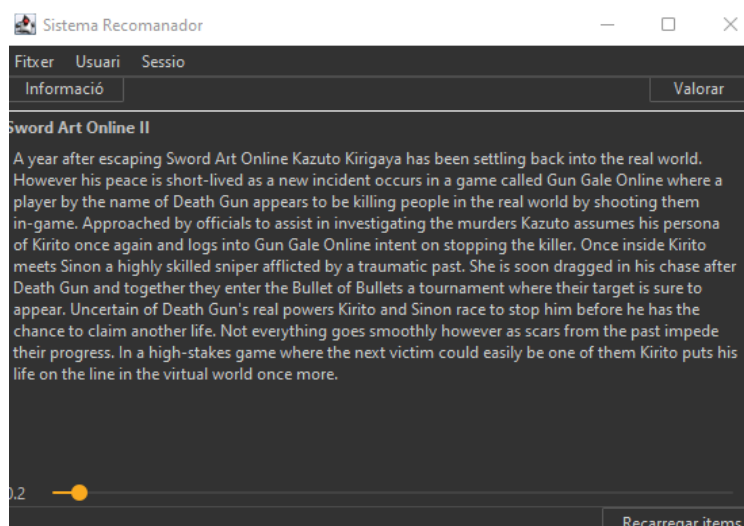 Sistema Recomanador
Fitxer Usuari Sessio
Informació Valorar
Sword Art Online II
A year after escaping Sword Art Online Kazuto Kirigaya has been settling back into the real world.
However his peace is short-lived as a new incident occurs in a game called Gun Gale Online where a
player by the name of Death Gun appears to be killing people in the real world by shooting them
in-game. Approached by officials to assist in investigating the murders Kazuto assumes his persona
of Kirito once again and logs into Gun Gale Online intent on stopping the killer. Once inside Kirito
meets Sinon a highly skilled sniper afflicted by a traumatic past. She is soon dragged in his chase after
Death Gun and together they enter the Bullet of Bullets a tournament where their target is sure to
appear. Uncertain of Death Gun's real powers Kirito and Sinon race to stop him before he has the
chance to claim another life. Not everything goes smoothly however as scars from the past impede
their progress. In a high-stakes game where the next victim could easily be one of them Kirito puts his
life on the line in the virtual world once more.
0.2
Recarregar items